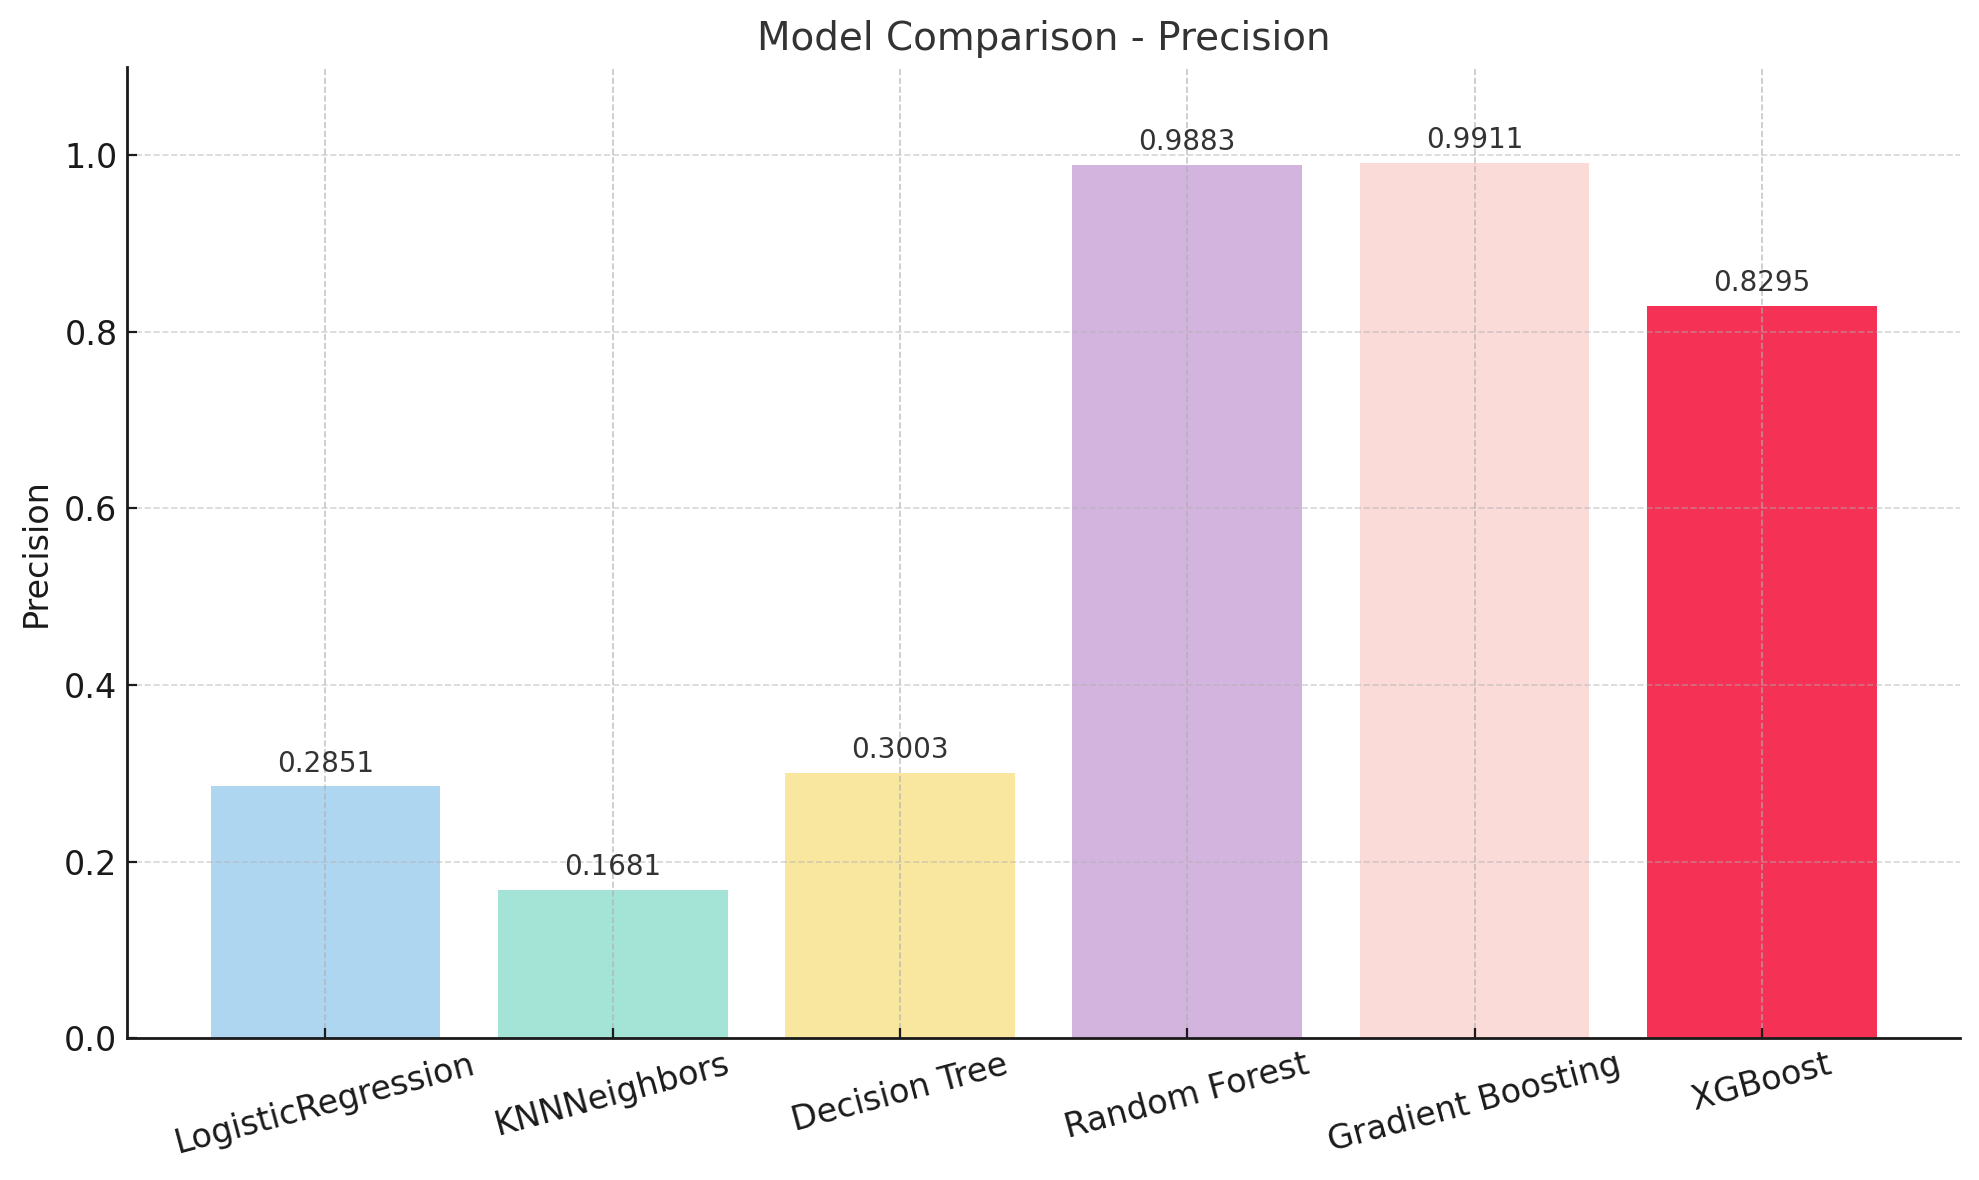 Model Comparison - Precision
Precision
1.0
0.8
0.6
0.4
0.2
0.0
0.2851
0.1681
0.3003
0.9883
0.9911
0.8295
LogisticRegression
KNNNeighbors
Decision Tree
Random Forest
Gradient Boosting
XGBoost